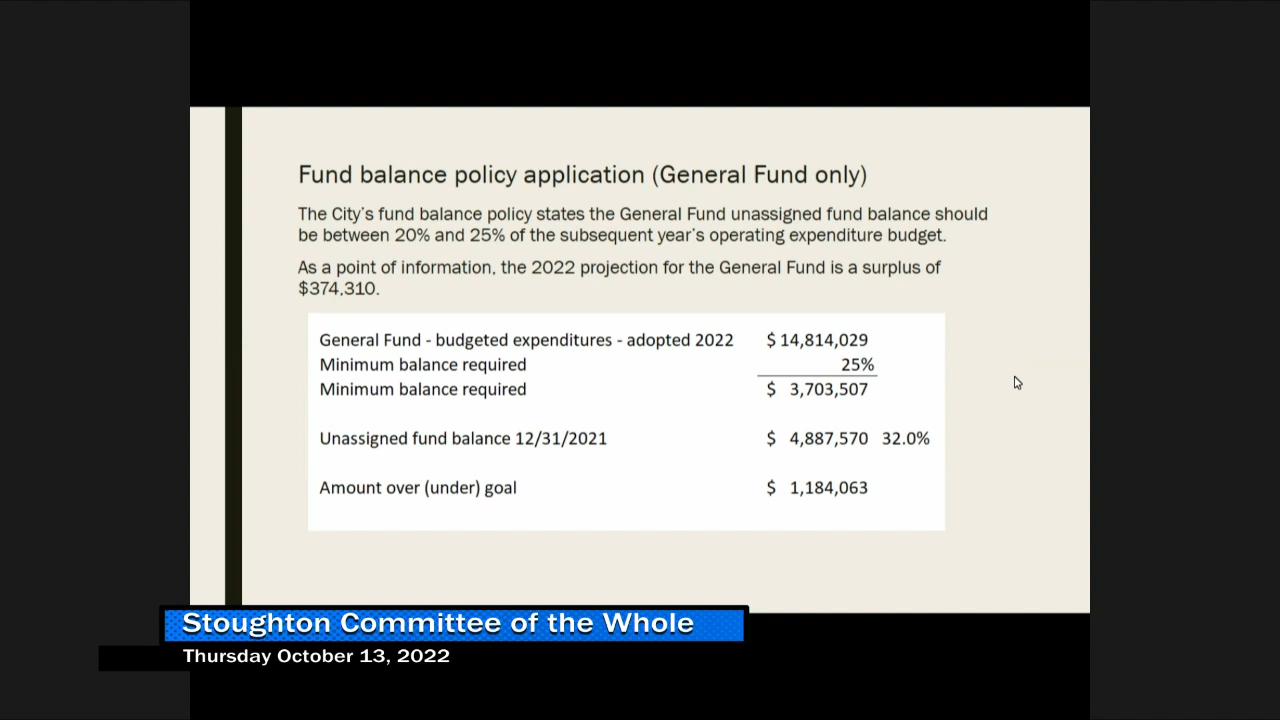 Fund balance policy application (General Fund only)
The City's fund balance policy states the General Fund unassigned fund balance should
be between 20% and 25% of the subsequent year's operating expenditure budget.
As a point of information, the 2022 projection for the General Fund is a surplus of
$374,310.
General Fund - budgeted expenditures - adopted 2022 $ 14,814,029
Minimum balance required 25%
Minimum balance required $ 3,703,507
Unassigned fund balance 12/31/2021 $ 4,887,570 32.0%
Amount over (under) goal $ 1,184,063
Stoughton Committee of the Whole
Thursday October 13, 2022